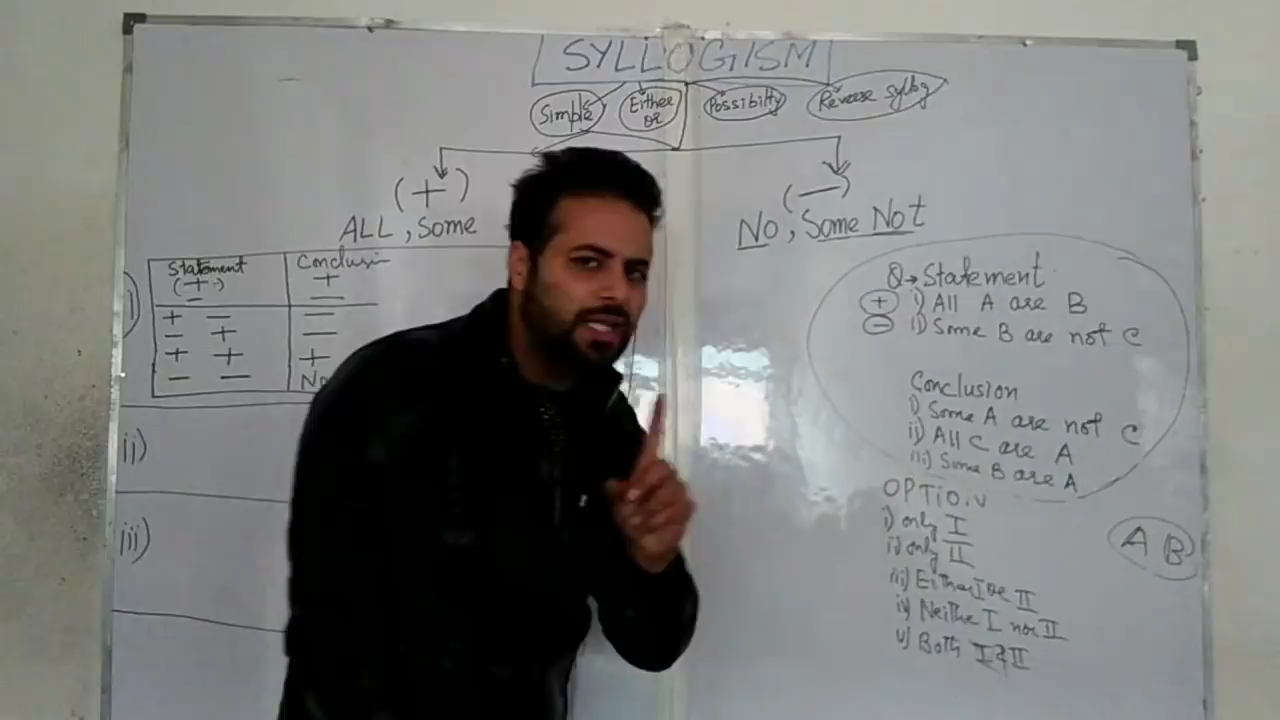 SYLLOGISM
Simple Either or Possibilty Reverse syllog
(+) (—)
ALL, Some No, Some Not
i)
Statement Conclusi
(+) +
— —
+ — —
— + —
+ + +
— — No
ii)
iii)
Q→ Statement
+ i) All A are B
− ii) Some B are not C
Conclusion
i) Some A are not C
ii) All C are A
iii) Some B are A
OPTION
i) only I
ii) only II
iii) Either I or II
iv) Neither I nor II
v) Both I & II
A B